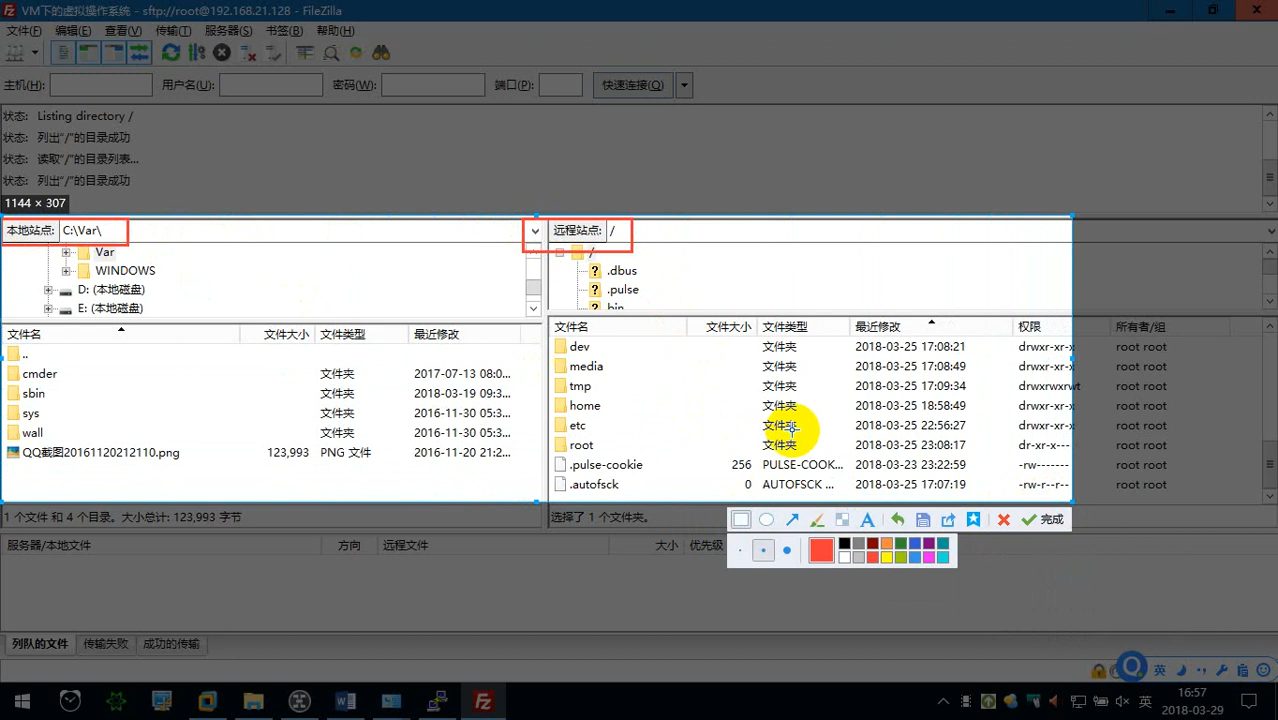 VM下的虚拟操作系统 - sftp://root@192.168.21.128 - FileZilla
文件(F) 编辑(E) 查看(V) 传输(T) 服务器(S) 书签(B) 帮助(H)
主机(H): 用户名(U): 密码(W): 端口(P): 快速连接(Q)
状态: Listing directory /
状态: 列出“/”的目录成功
状态: 读取“/”的目录列表...
状态: 列出“/”的目录成功
1144 × 307
本地站点: C:\Var\
Var
WINDOWS
D: (本地磁盘)
E: (本地磁盘)
文件名 文件大小 文件类型 最近修改
..
cmder 文件夹 2017-07-13 08:0...
sbin 文件夹 2018-03-19 09:3...
sys 文件夹 2016-11-30 05:3...
wall 文件夹 2016-11-30 05:3...
QQ截图20161120212110.png 123,993 PNG 文件 2016-11-20 21:2...
1 个文件 和 4 个目录。大小总计: 123,993 字节
远程站点: /
/
.dbus
.pulse
bin
文件名 文件大小 文件类型 最近修改 权限 所有者/组
dev 文件夹 2018-03-25 17:08:21 drwxr-xr-x root root
media 文件夹 2018-03-25 17:08:49 drwxr-xr-x root root
tmp 文件夹 2018-03-25 17:09:34 drwxrwxrwt root root
home 文件夹 2018-03-25 18:58:49 drwxr-xr-x root root
etc 文件夹 2018-03-25 22:56:27 drwxr-xr-x root root
root 文件夹 2018-03-25 23:08:17 dr-xr-x--- root root
.pulse-cookie 256 PULSE-COOK... 2018-03-23 23:22:59 -rw------- root root
.autofsck 0 AUTOFSCK ... 2018-03-25 17:07:19 -rw-r--r-- root root
选择了 1 个文件夹。
A 完成
服务器/本地文件 方向 远程文件 大小 优先级
列队的文件 传输失败 成功的传输
英
英
16:57
2018-03-29